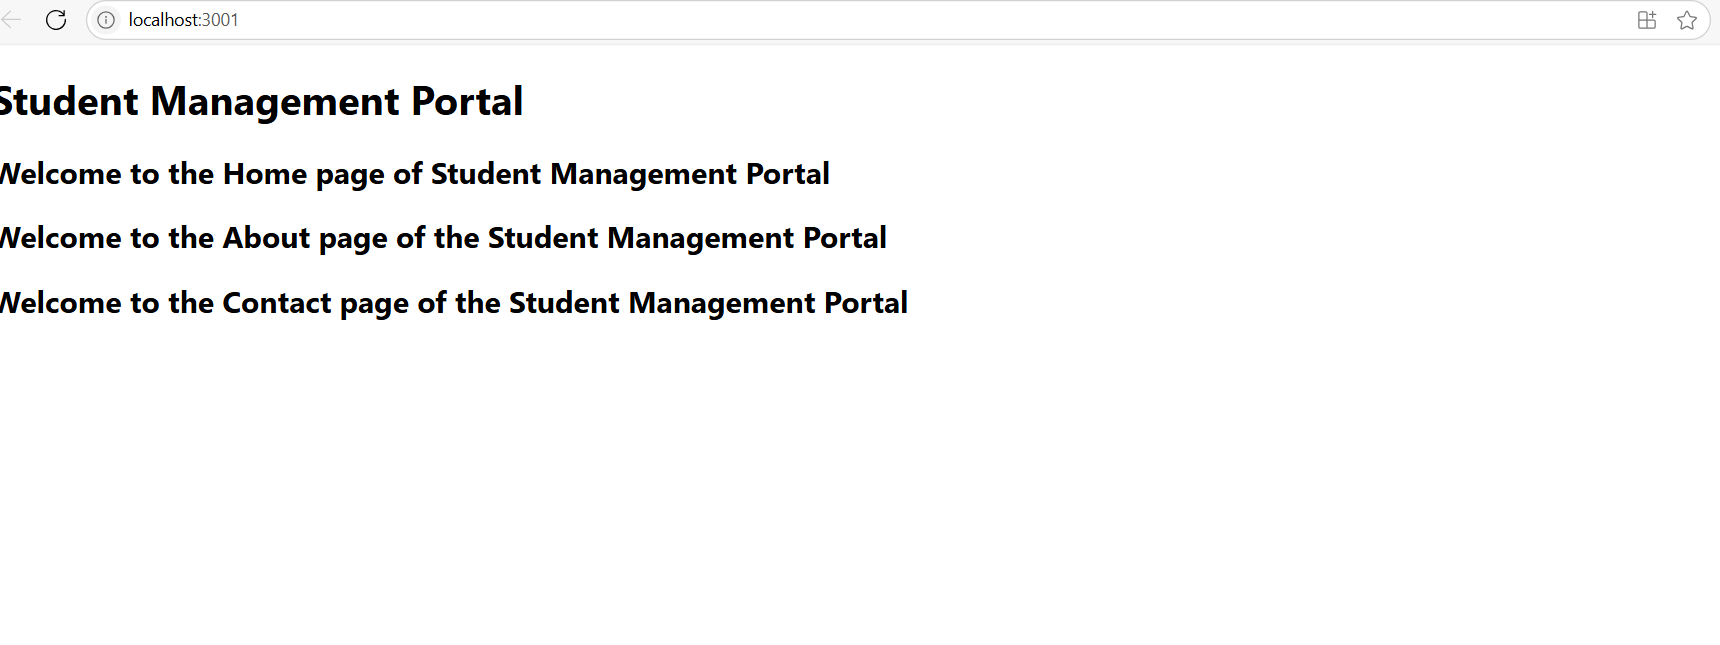 localhost:3001
Student Management Portal
Welcome to the Home page of Student Management Portal
Welcome to the About page of the Student Management Portal
Welcome to the Contact page of the Student Management Portal